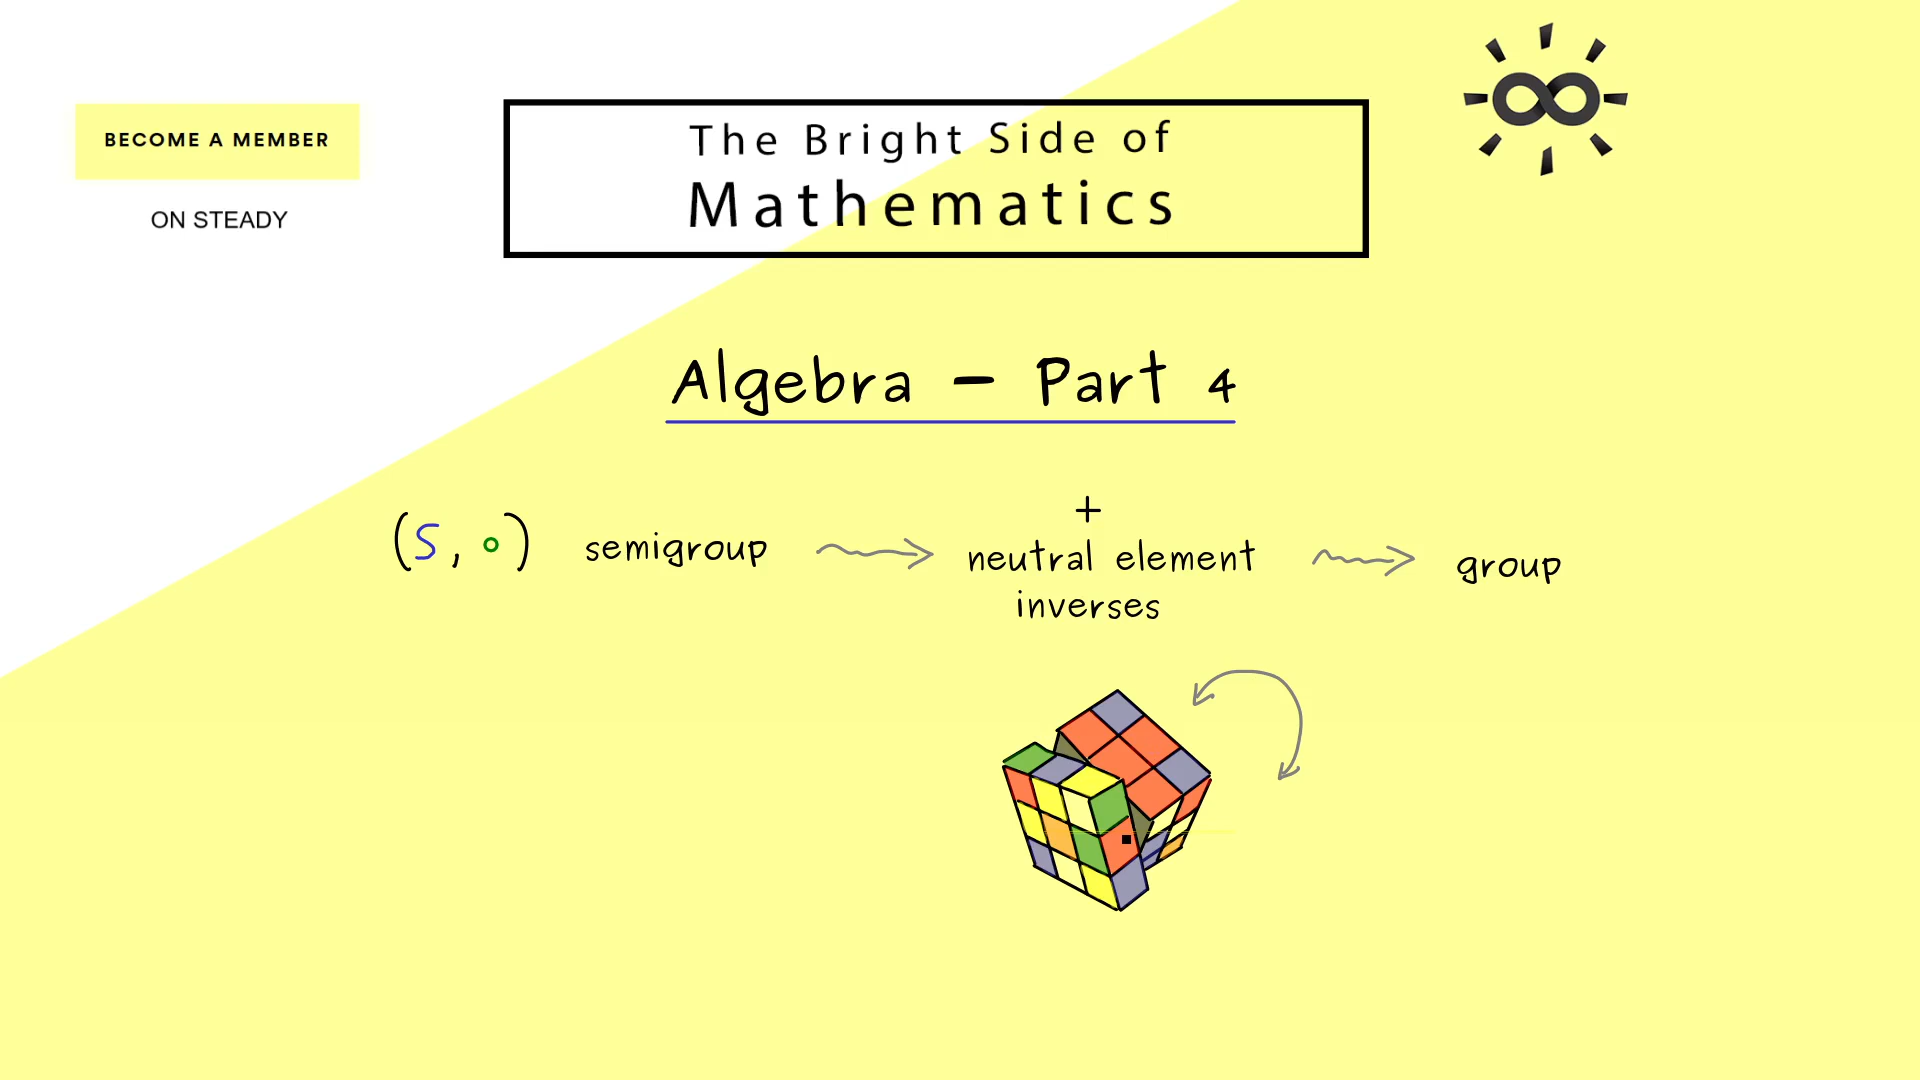 BECOME A MEMBER
ON STEADY
The Bright Side of
Mathematics
Algebra – Part 4
(S, ∘) semigroup
+
neutral element
inverses
group